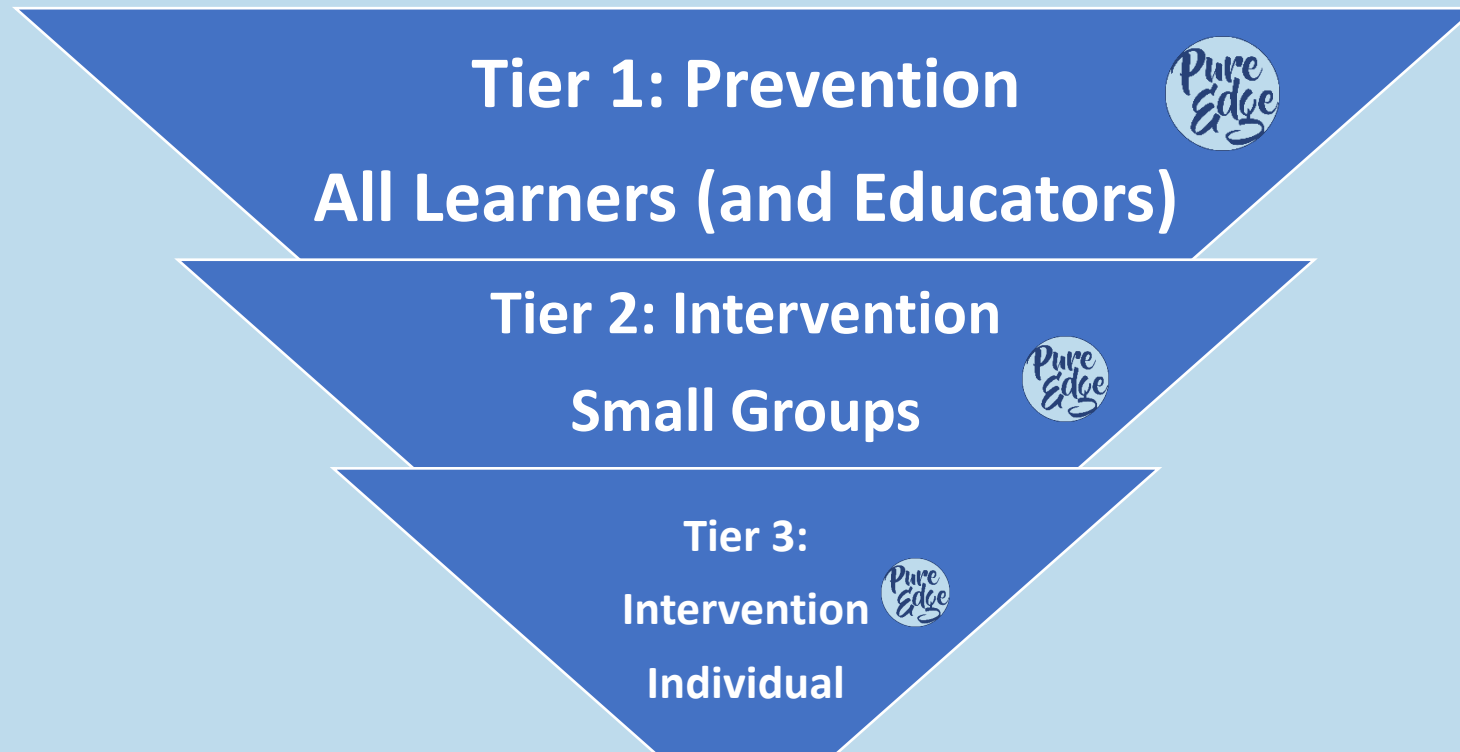 Tier 1: Prevention
Pure
Edge
All Learners (and Educators)
Tier 2: Intervention
Pure
Edge
Small Groups
Tier 3:
Intervention
Pure
Edge
Individual